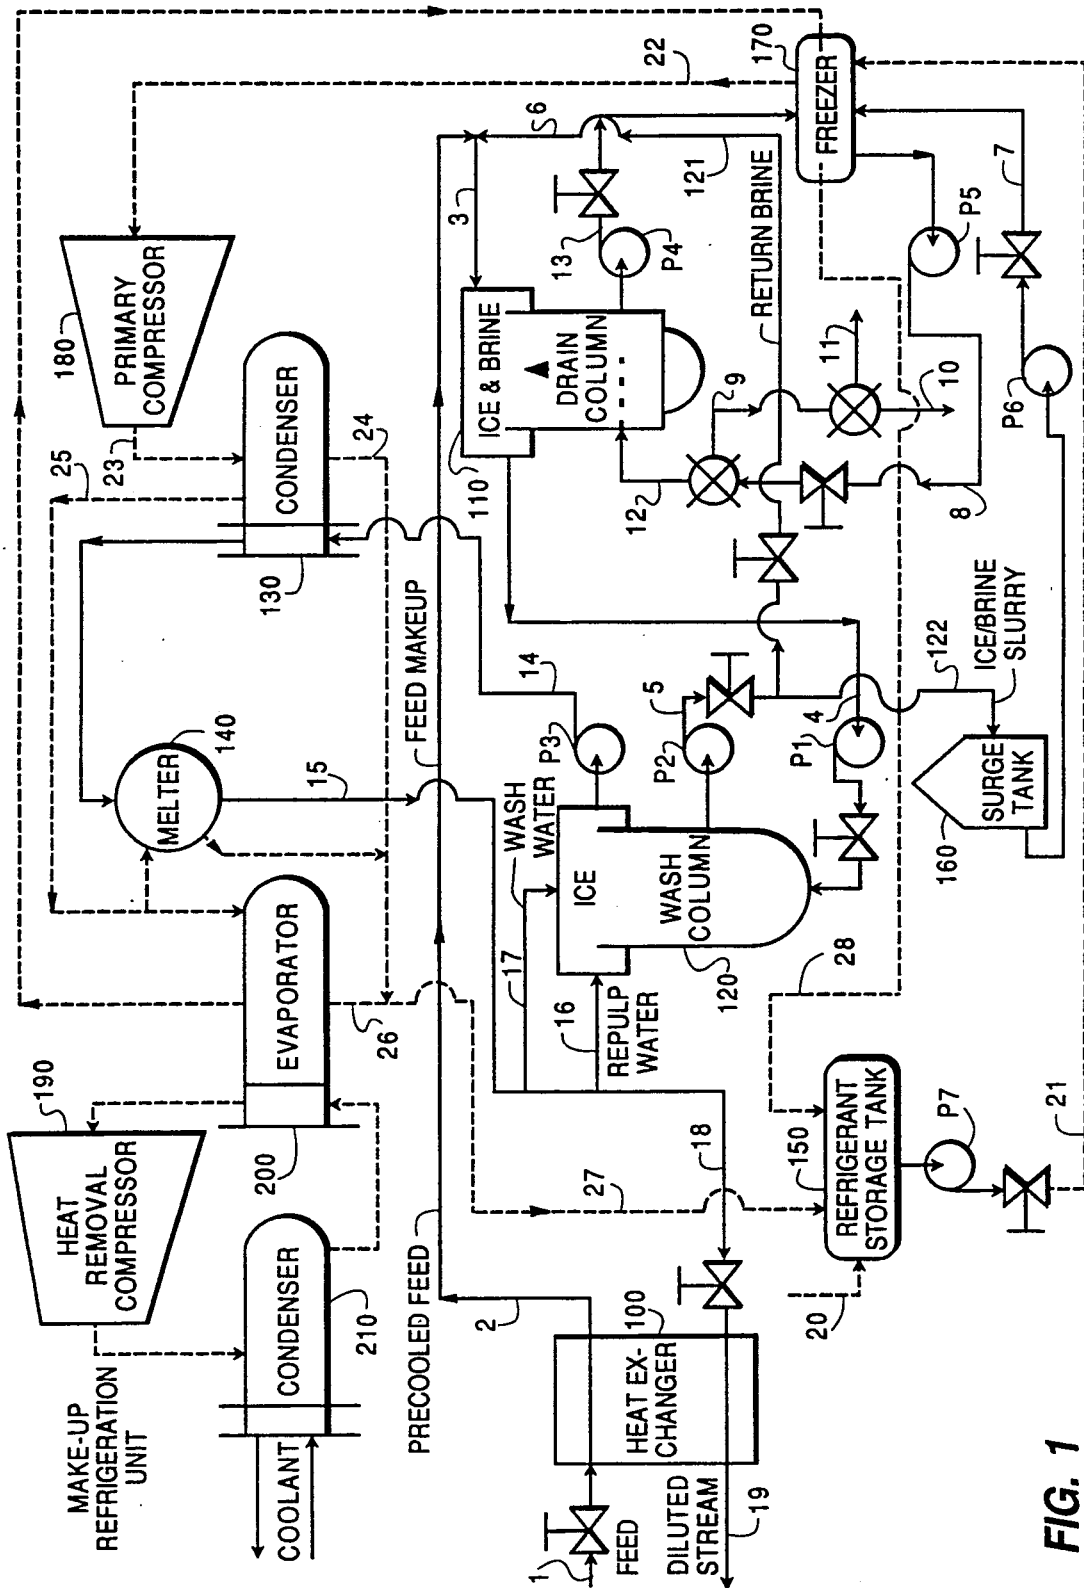 MAKE-UP
REFRIGERATION
UNIT
COOLANT
CONDENSER
210
HEAT
REMOVAL
COMPRESSOR
190
EVAPORATOR
200
26
MELTER
140
15
25
23
PRIMARY
COMPRESSOR
180
CONDENSER
130
24
22
PRECOOLED FEED
FEED MAKEUP
2
1
FEED
HEAT EX-
CHANGER
100
DILUTED
STREAM
19
18
27
17
WASH
WATER
16
REPULP
WATER
ICE
WASH
COLUMN
120
P3
14
P2
5
P1
4
ICE & BRINE
DRAIN
COLUMN
110
3
6
13
P4
12
9
11
10
8
RETURN BRINE
121
FREEZER
170
P5
7
P6
ICE/BRINE
SLURRY
122
SURGE
TANK
160
28
20
150
REFRIGERANT
STORAGE TANK
P7
21
FIG. 1